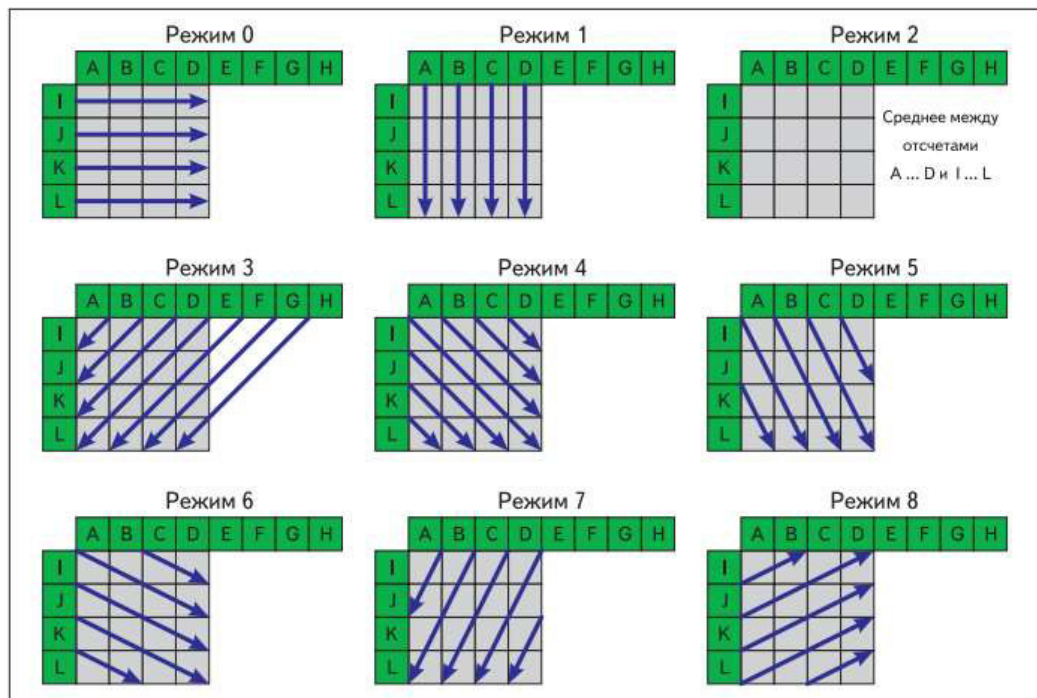 Режим 0
A B C D E F G H
I
J
K
L
Режим 1
A B C D E F G H
I
J
K
L
Режим 2
A B C D E F G H
I
J
K
L
Среднее между
отсчетами
A ... D и I ... L
Режим 3
A B C D E F G H
I
J
K
L
Режим 4
A B C D E F G H
I
J
K
L
Режим 5
A B C D E F G H
I
J
K
L
Режим 6
A B C D E F G H
I
J
K
L
Режим 7
A B C D E F G H
I
J
K
L
Режим 8
A B C D E F G H
I
J
K
L